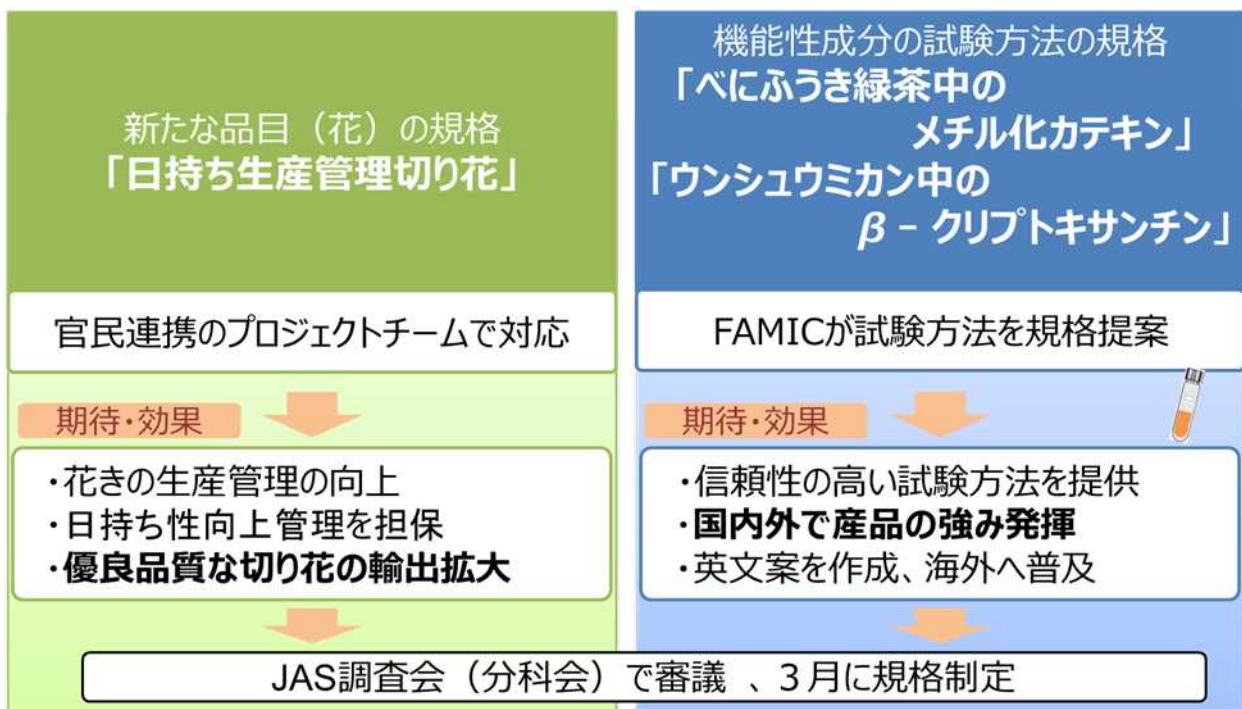 新たな品目（花）の規格
「日持ち生産管理切り花」
官民連携のプロジェクトチームで対応
期待・効果
・花きの生産管理の向上
・日持ち性向上管理を担保
・優良品質な切り花の輸出拡大
機能性成分の試験方法の規格
「べにふうき緑茶中の
メチル化カテキン」
「ウンシュウミカン中の
β－クリプトキサンチン」
FAMICが試験方法を規格提案
期待・効果
・信頼性の高い試験方法を提供
・国内外で産品の強み発揮
・英文案を作成、海外へ普及
JAS調査会（分科会）で審議 、３月に規格制定